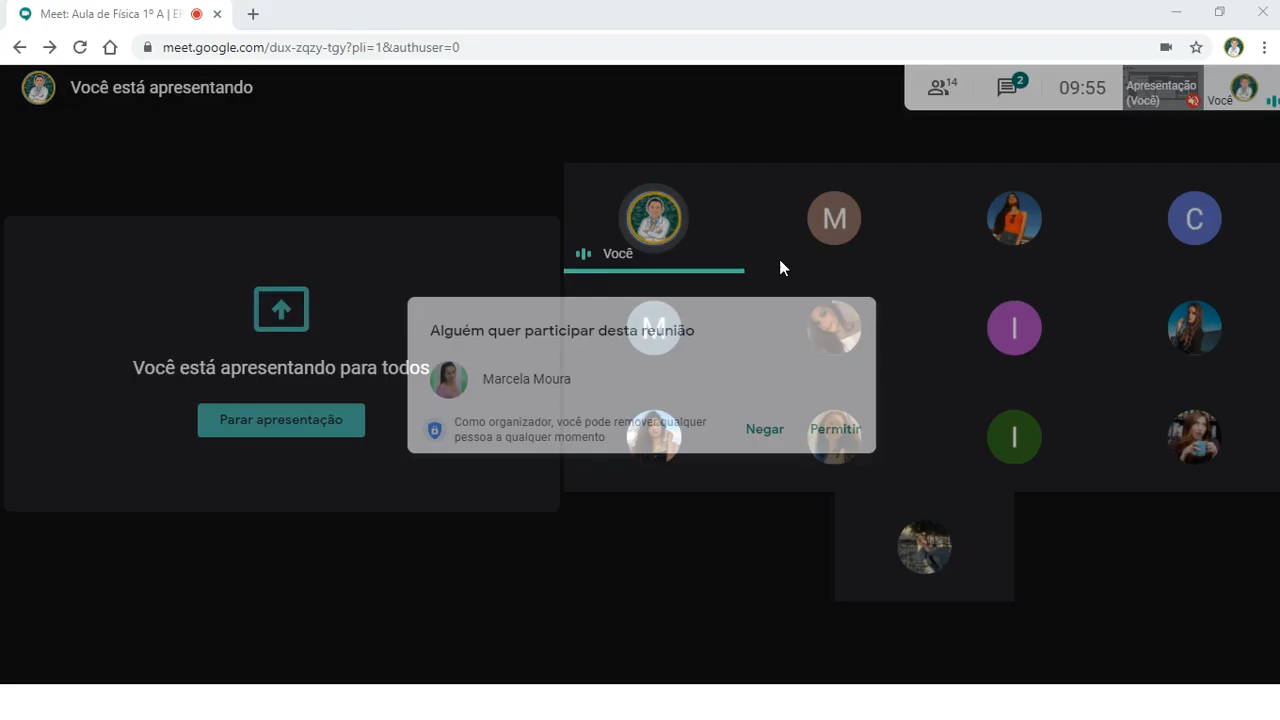 Meet: Aula de Física 1º A | E
meet.google.com/dux-zqzy-tgy?pli=1&authuser=0
Você está apresentando
14
2
09:55
Apresentação
(Você)
Você
M
C
Você
M
I
Alguém quer participar desta reunião
Você está apresentando para todos
Marcela Moura
Parar apresentação
Como organizador, você pode remover qualquer
pessoa a qualquer momento
Negar
Permitir
I